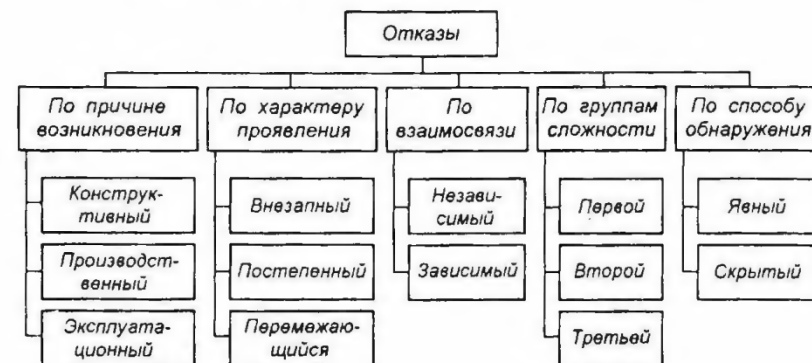 Отказы
По причине
возникновения
Конструк-
тивный
Производст-
венный
Эксплуата-
ционный
По характеру
проявления
Внезапный
Постепенный
Перемежаю-
щийся
По
взаимосвязи
Незави-
симый
Зависимый
По группам
сложности
Первой
Второй
Третьей
По способу
обнаружения
Явный
Скрытый